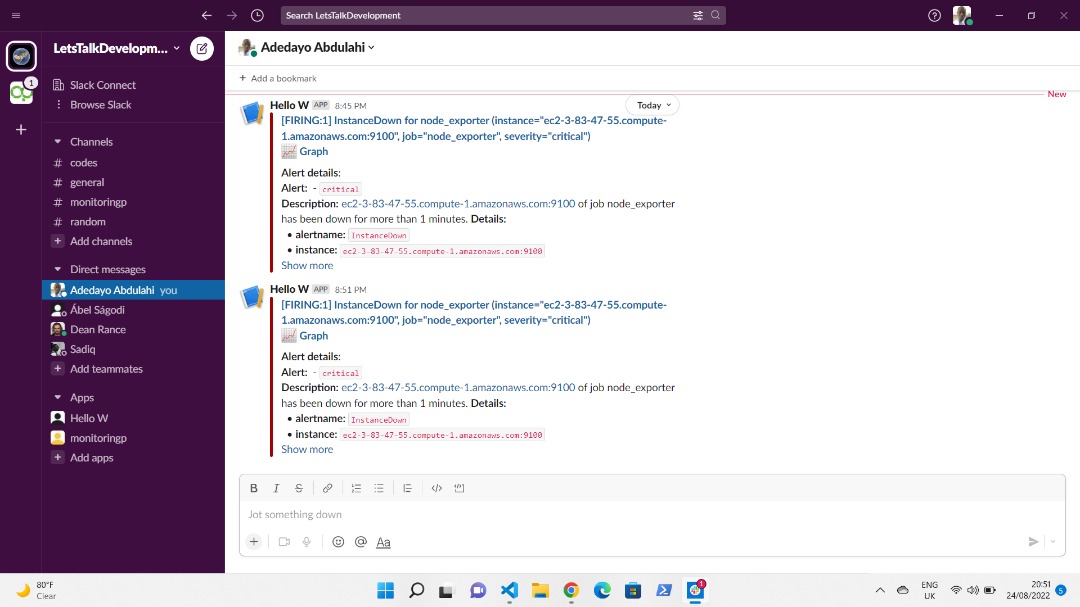 Search LetsTalkDevelopment
LetsTalkDevelopm...
1
Slack Connect
Browse Slack
Channels
# codes
# general
# monitoringp
# random
+ Add channels
Direct messages
Adedayo Abdulahi you
Ábel Ságodi
Dean Rance
Sadiq
+ Add teammates
Apps
Hello W
monitoringp
+ Add apps
Adedayo Abdulahi
+ Add a bookmark
New
Today
Hello W APP 8:45 PM
[FIRING:1] InstanceDown for node_exporter (instance="ec2-3-83-47-55.compute-
1.amazonaws.com:9100", job="node_exporter", severity="critical")
Graph
Alert details:
Alert: - critical
Description: ec2-3-83-47-55.compute-1.amazonaws.com:9100 of job node_exporter
has been down for more than 1 minutes. Details:
• alertname: InstanceDown
• instance: ec2-3-83-47-55.compute-1.amazonaws.com:9100
Show more
Hello W APP 8:51 PM
[FIRING:1] InstanceDown for node_exporter (instance="ec2-3-83-47-55.compute-
1.amazonaws.com:9100", job="node_exporter", severity="critical")
Graph
Alert details:
Alert: - critical
Description: ec2-3-83-47-55.compute-1.amazonaws.com:9100 of job node_exporter
has been down for more than 1 minutes. Details:
• alertname: InstanceDown
• instance: ec2-3-83-47-55.compute-1.amazonaws.com:9100
Show more
B I S
Jot something down
+ @ Aa
80°F
Clear
1
ENG
UK
20:51
24/08/2022
5